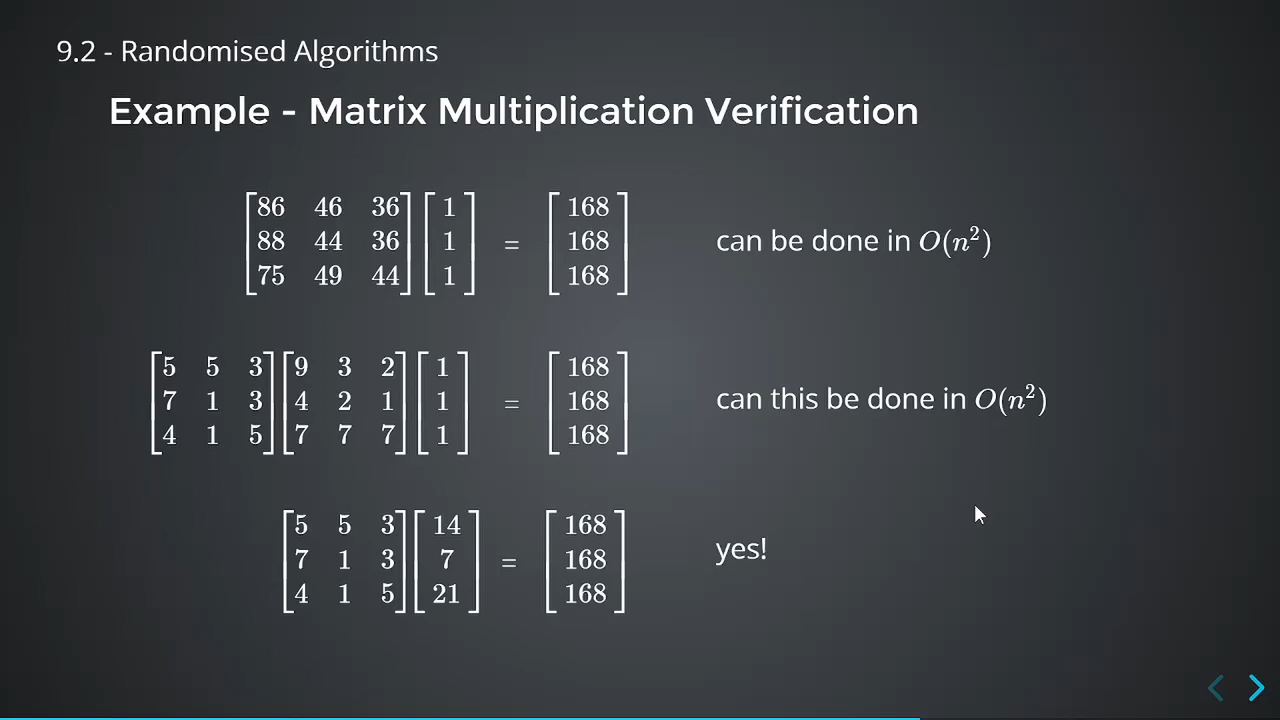 9.2 - Randomised Algorithms
Example - Matrix Multiplication Verification
86 46 36 1 168
88 44 36 1 = 168 can be done in O(n²)
75 49 44 1 168
5 5 3 9 3 2 1 168
7 1 3 4 2 1 1 = 168 can this be done in O(n²)
4 1 5 7 7 7 1 168
5 5 3 14 168
7 1 3 7 = 168 yes!
4 1 5 21 168